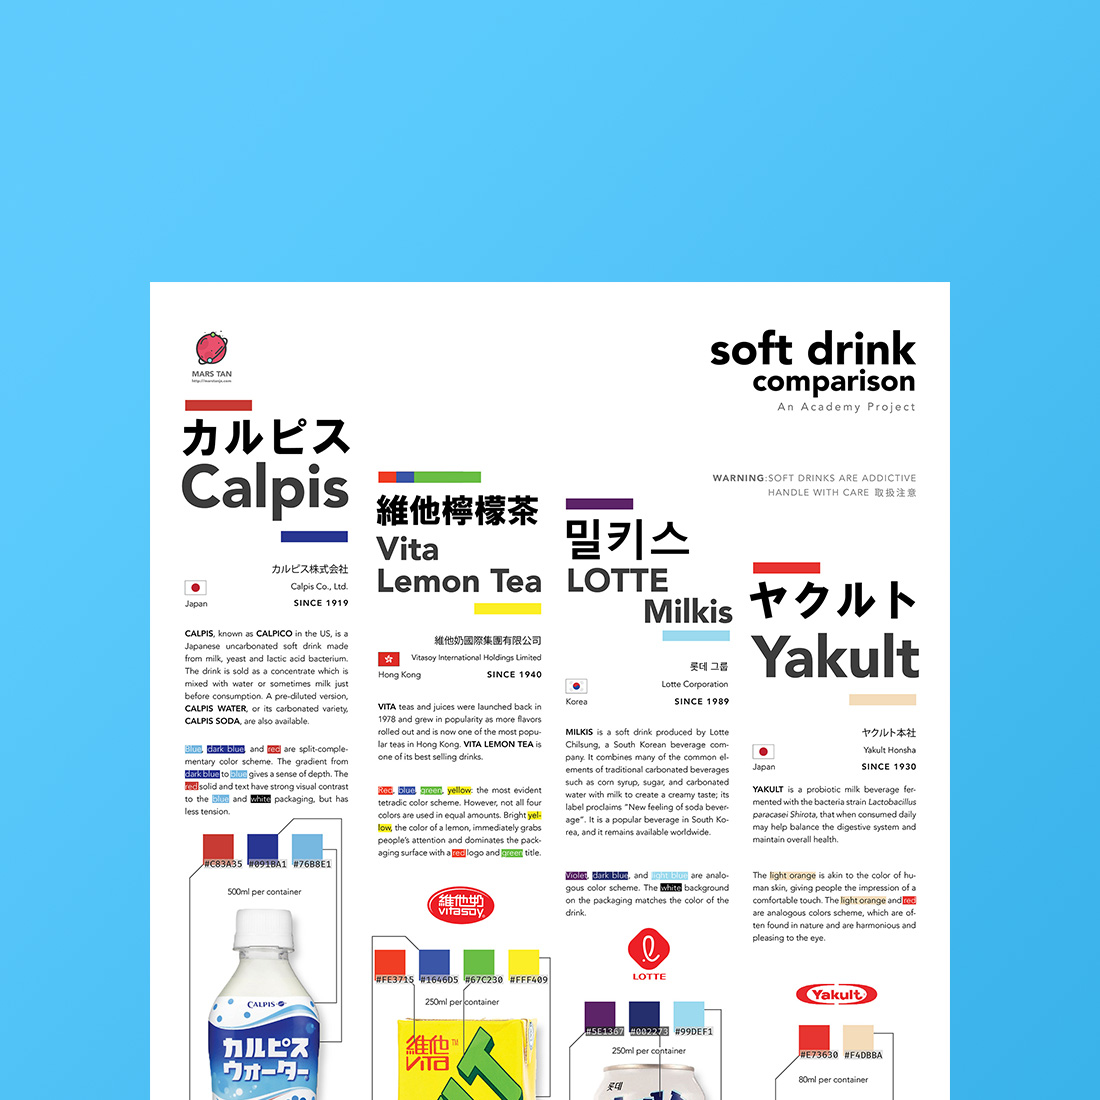 MARS TAN
http://marstanja.com
soft drink
comparison
An Academy Project
WARNING:SOFT DRINKS ARE ADDICTIVE
HANDLE WITH CARE 取扱注意
カルピス
Calpis
カルピス株式会社
Calpis Co., Ltd.
Japan
SINCE 1919
CALPIS, known as CALPICO in the US, is a
Japanese uncarbonated soft drink made
from milk, yeast and lactic acid bacterium.
The drink is sold as a concentrate which is
mixed with water or sometimes milk just
before consumption. A pre-diluted version,
CALPIS WATER, or its carbonated variety,
CALPIS SODA, are also available.
blue, dark blue, and red are split-comple-
mentary color scheme. The gradient from
dark blue to blue gives a sense of depth. The
red solid and text have strong visual contrast
to the blue and white packaging, but has
less tension.
#C83A35
#091BA1
#76B8E1
500ml per container
CALPIS
カルピス
ウォーター
維他檸檬茶
Vita
Lemon Tea
維他奶國際集團有限公司
Vitasoy International Holdings Limited
Hong Kong
SINCE 1940
VITA teas and juices were launched back in
1978 and grew in popularity as more flavors
rolled out and is now one of the most popu-
lar teas in Hong Kong. VITA LEMON TEA is
one of its best selling drinks.
Red, blue, green, yellow: the most evident
tetradic color scheme. However, not all four
colors are used in equal amounts. Bright yel-
low, the color of a lemon, immediately grabs
people's attention and dominates the pack-
aging surface with a red logo and green title.
維他奶
vitasoy
#FE3715
#1646D5
#67C230
#FFF409
250ml per container
維他
VITA TM
밀키스
LOTTE
Milkis
롯데 그룹
Lotte Corporation
Korea
SINCE 1989
MILKIS is a soft drink produced by Lotte
Chilsung, a South Korean beverage com-
pany. It combines many of the common el-
ements of traditional carbonated beverages
such as corn syrup, sugar, and carbonated
water with milk to create a creamy taste; its
label proclaims "New feeling of soda bever-
age". It is a popular beverage in South Ko-
rea, and it remains available worldwide.
Violet, dark blue, and light blue are analo-
gous color scheme. The white background
on the packaging matches the color of the
drink.
LOTTE
#5E1367
#002273
#99DEF1
250ml per container
롯데
ヤクルト
Yakult
ヤクルト本社
Yakult Honsha
Japan
SINCE 1930
YAKULT is a probiotic milk beverage fer-
mented with the bacteria strain Lactobacillus
paracasei Shirota, that when consumed daily
may help balance the digestive system and
maintain overall health.
The light orange is akin to the color of hu-
man skin, giving people the impression of a
comfortable touch. The light orange and red
are analogous colors scheme, which are of-
ten found in nature and are harmonious and
pleasing to the eye.
Yakult
#E73630
#F4DBBA
80ml per container